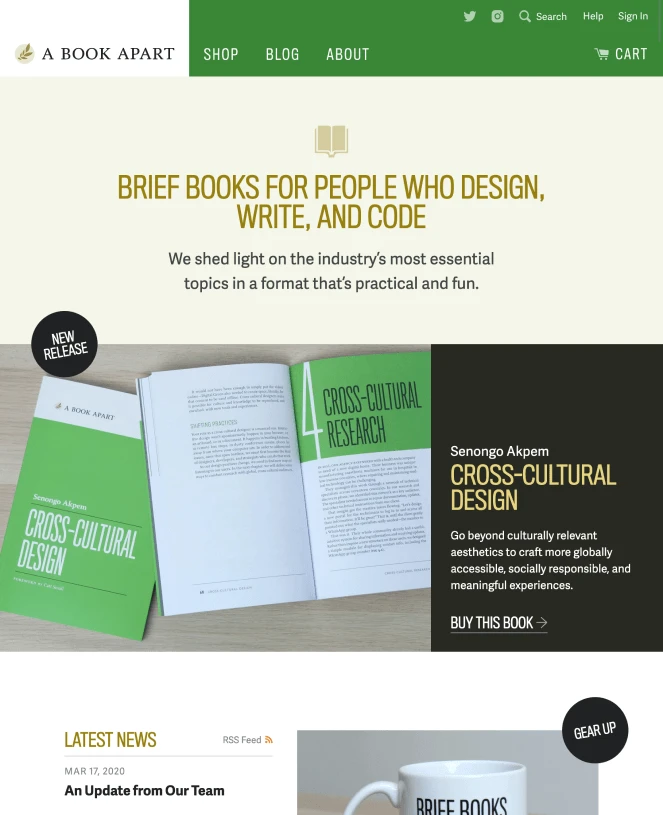 Search
Help
Sign In
A BOOK APART
SHOP
BLOG
ABOUT
CART
BRIEF BOOKS FOR PEOPLE WHO DESIGN,
WRITE, AND CODE
We shed light on the industry’s most essential
topics in a format that’s practical and fun.
NEW
RELEASE
A BOOK APART
Senongo Akpem
CROSS-CULTURAL
DESIGN
SHIFTING PRACTICES
4
CROSS-CULTURAL
RESEARCH
Senongo Akpem
CROSS-CULTURAL
DESIGN
Go beyond culturally relevant
aesthetics to craft more globally
accessible, socially responsible, and
meaningful experiences.
BUY THIS BOOK
LATEST NEWS
RSS Feed
MAR 17, 2020
An Update from Our Team
GEAR UP
BRIEF BOOKS